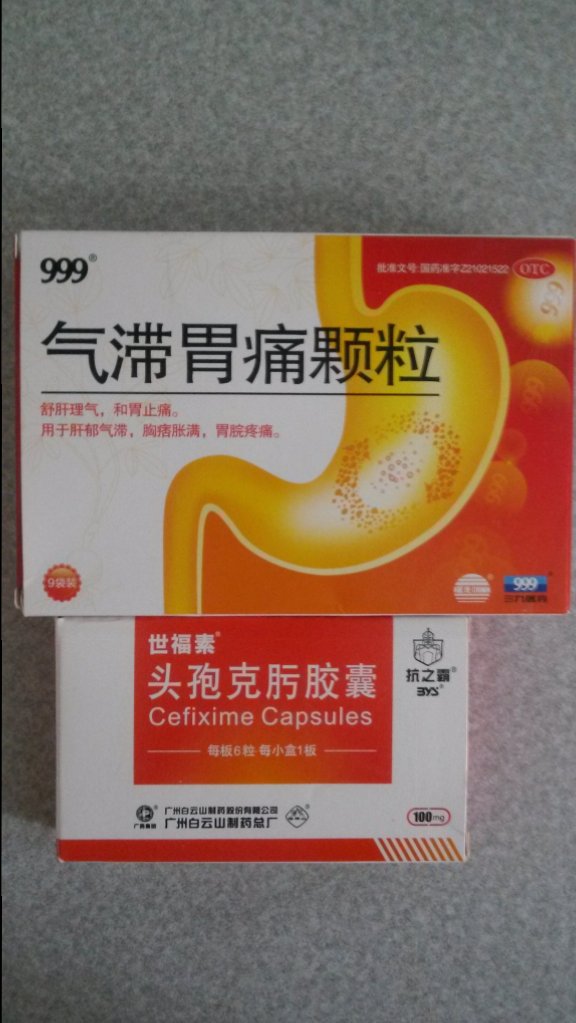 999®
批准文号：国药准字Z21021522 OTC
气滞胃痛颗粒
舒肝理气，和胃止痛。
用于肝郁气滞，胸痞胀满，胃脘疼痛。
9袋装
999®
三九医药
世福素®
头孢克肟胶囊
Cefixime Capsules
每板6粒 每小盒1板
抗之霸®
BYS®
广药集团
广州白云山制药股份有限公司
广州白云山制药总厂
100mg